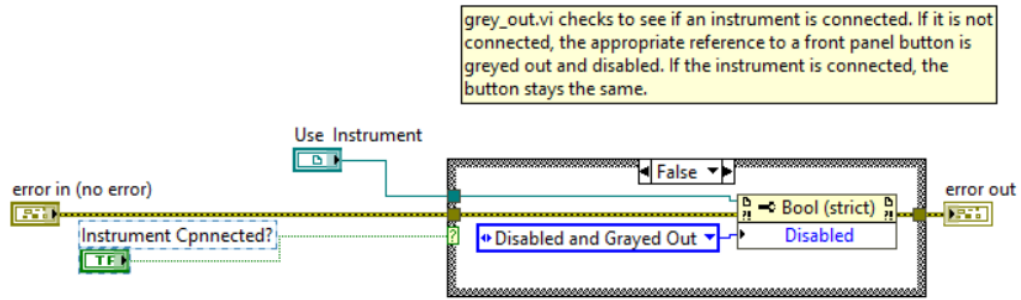 grey_out.vi checks to see if an instrument is connected. If it is not
connected, the appropriate reference to a front panel button is
greyed out and disabled. If the instrument is connected, the
button stays the same.
Use Instrument
False
error in (no error)
Bool (strict)
error out
Instrument Cpnnected?
Disabled and Grayed Out
Disabled
TF
?